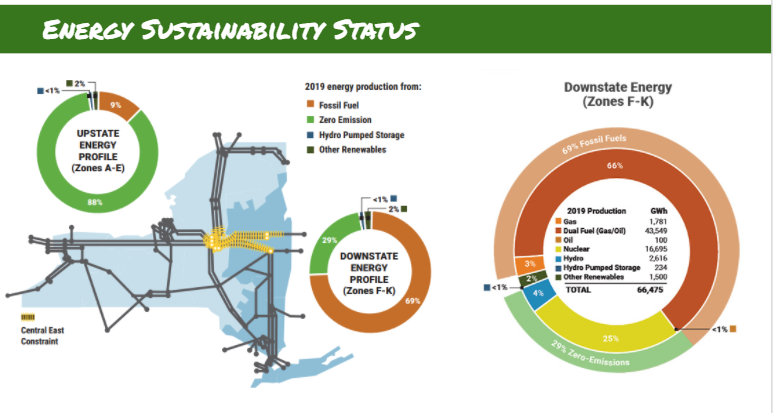 ENERGY SUSTAINABILITY STATUS
2%
<1%
9%
UPSTATE
ENERGY
PROFILE
(Zones A-E)
88%
2019 energy production from:
Fossil Fuel
Zero Emission
Hydro Pumped Storage
Other Renewables
<1%
2%
29%
DOWNSTATE
ENERGY
PROFILE
(Zones F-K)
69%
Central East
Constraint
Downstate Energy
(Zones F-K)
69% Fossil Fuels
66%
2019 Production GWh
Gas 1,781
Dual Fuel (Gas/Oil) 43,549
Oil 100
Nuclear 16,695
Hydro 2,616
Hydro Pumped Storage 234
Other Renewables 1,500
TOTAL 66,475
3%
2%
<1%
4%
25%
<1%
29% Zero-Emissions